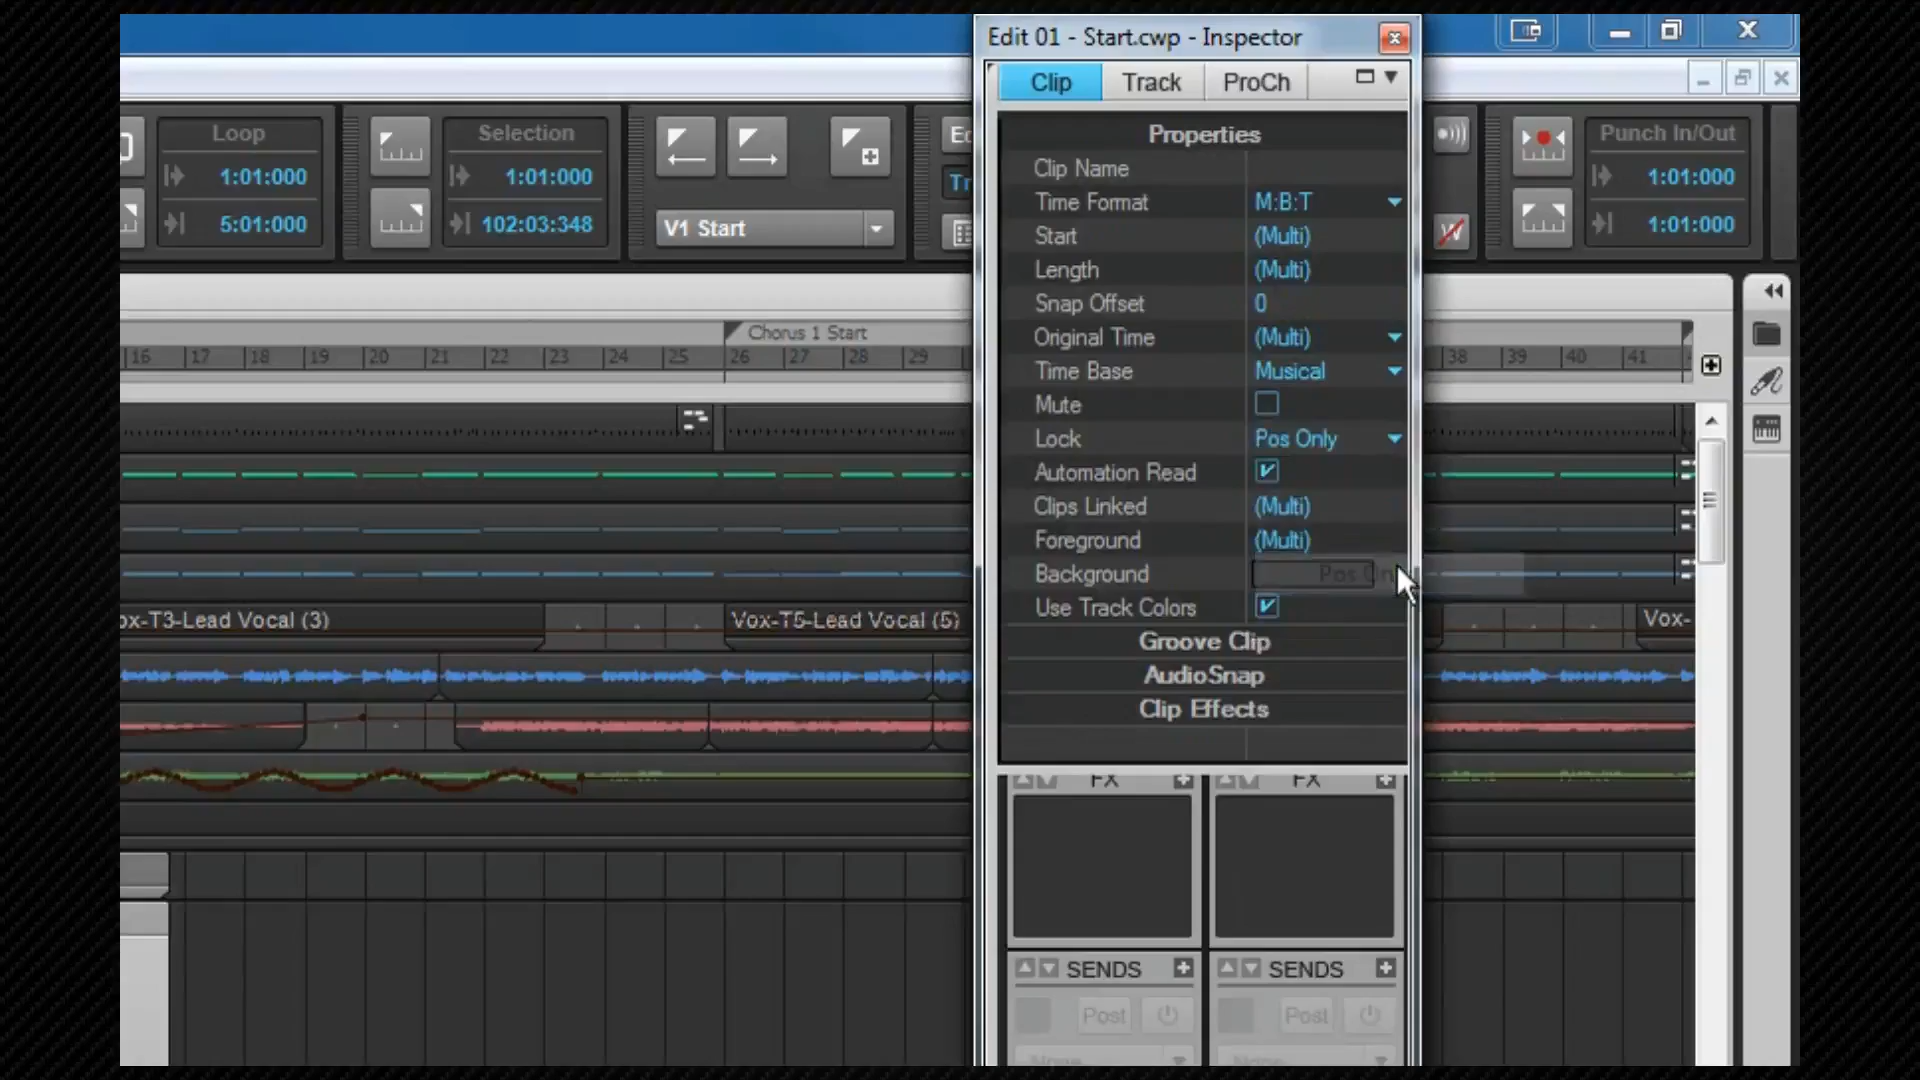 Edit 01 - Start.cwp - Inspector
Clip Track ProCh
Loop
1:01:000
5:01:000
Selection
1:01:000
102:03:348
V1 Start
Punch In/Out
1:01:000
1:01:000
Properties
Clip Name
Time Format M:B:T
Start (Multi)
Length (Multi)
Snap Offset 0
Original Time (Multi)
Time Base Musical
Mute
Lock Pos Only
Automation Read
Clips Linked (Multi)
Foreground (Multi)
Background
Use Track Colors
Groove Clip
AudioSnap
Clip Effects
Chorus 1 Start
16 17 18 19 20 21 22 23 24 25 26 27 28 29 38 39 40 41
ox-T3-Lead Vocal (3) Vox-T5-Lead Vocal (5) Vox-
FX FX
SENDS SENDS
Post Post
None None